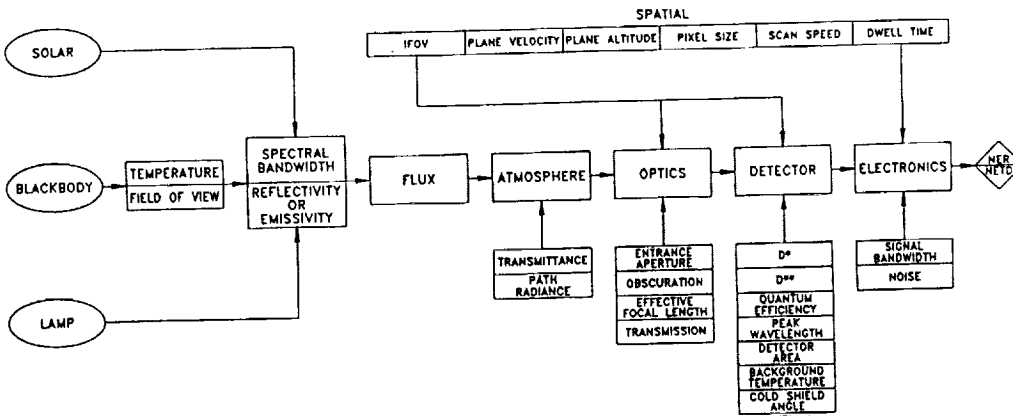 SPATIAL
IFOV PLANE VELOCITY PLANE ALTITUDE PIXEL SIZE SCAN SPEED DWELL TIME
SOLAR
BLACKBODY
TEMPERATURE
FIELD OF VIEW
SPECTRAL
BANDWIDTH
REFLECTIVITY
OR
EMISSIVITY
FLUX
ATMOSPHERE
OPTICS
DETECTOR
ELECTRONICS
NER
NETD
LAMP
TRANSMITTANCE
PATH
RADIANCE
ENTRANCE
APERTURE
OBSCURATION
EFFECTIVE
FOCAL LENGTH
TRANSMISSION
D*
D**
QUANTUM
EFFICIENCY
PEAK
WAVELENGTH
DETECTOR
AREA
BACKGROUND
TEMPERATURE
COLD SHIELD
ANGLE
SIGNAL
BANDWIDTH
NOISE